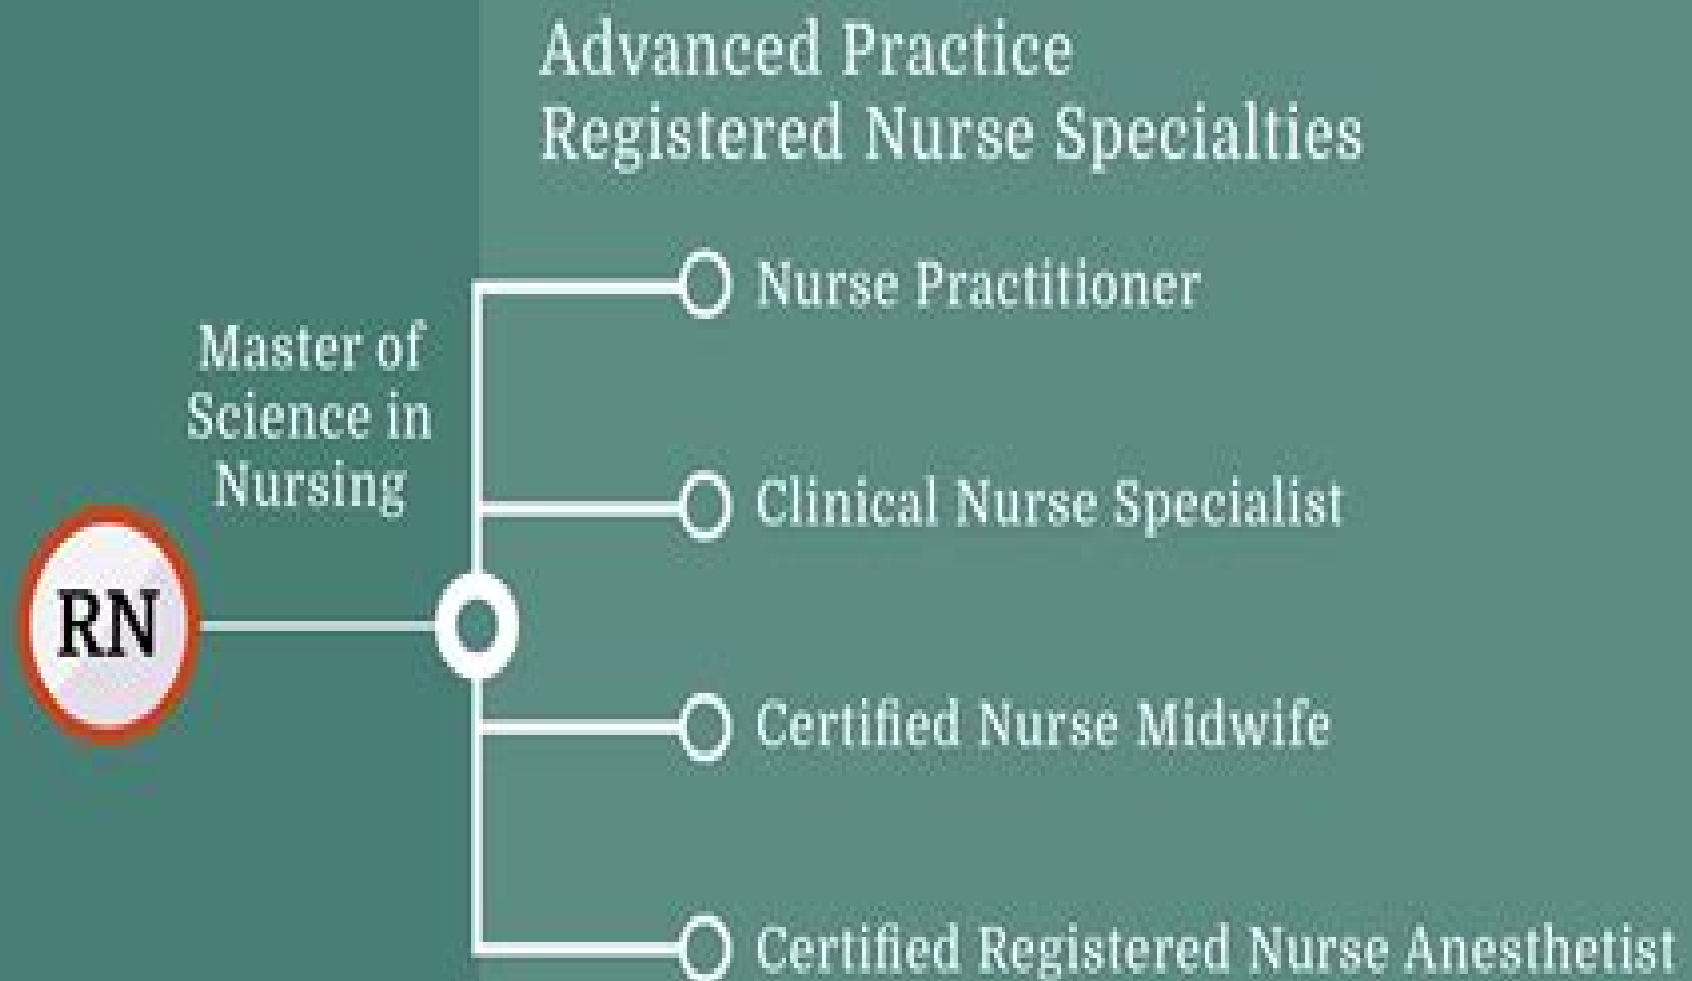 Advanced Practice
Registered Nurse Specialties
Nurse Practitioner
Master of
Science in
Nursing
Clinical Nurse Specialist
RN
Certified Nurse Midwife
Certified Registered Nurse Anesthetist